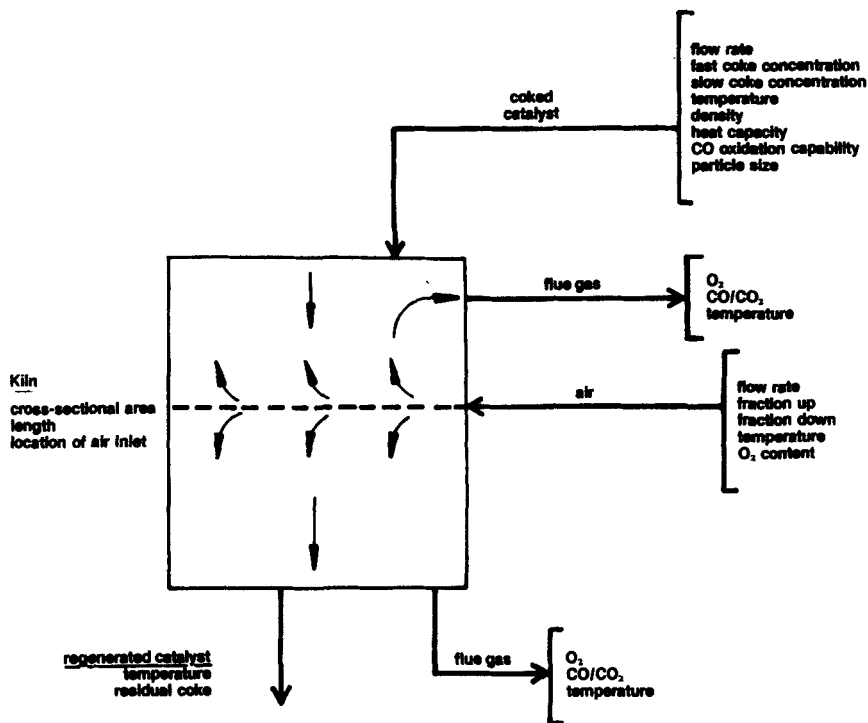 flow rate
fast coke concentration
slow coke concentration
temperature
density
heat capacity
CO oxidation capability
particle size
coked
catalyst
flue gas
O₂
CO/CO₂
temperature
Kiln
cross-sectional area
length
location of air inlet
air
flow rate
fraction up
fraction down
temperature
O₂ content
regenerated catalyst
temperature
residual coke
flue gas
O₂
CO/CO₂
temperature